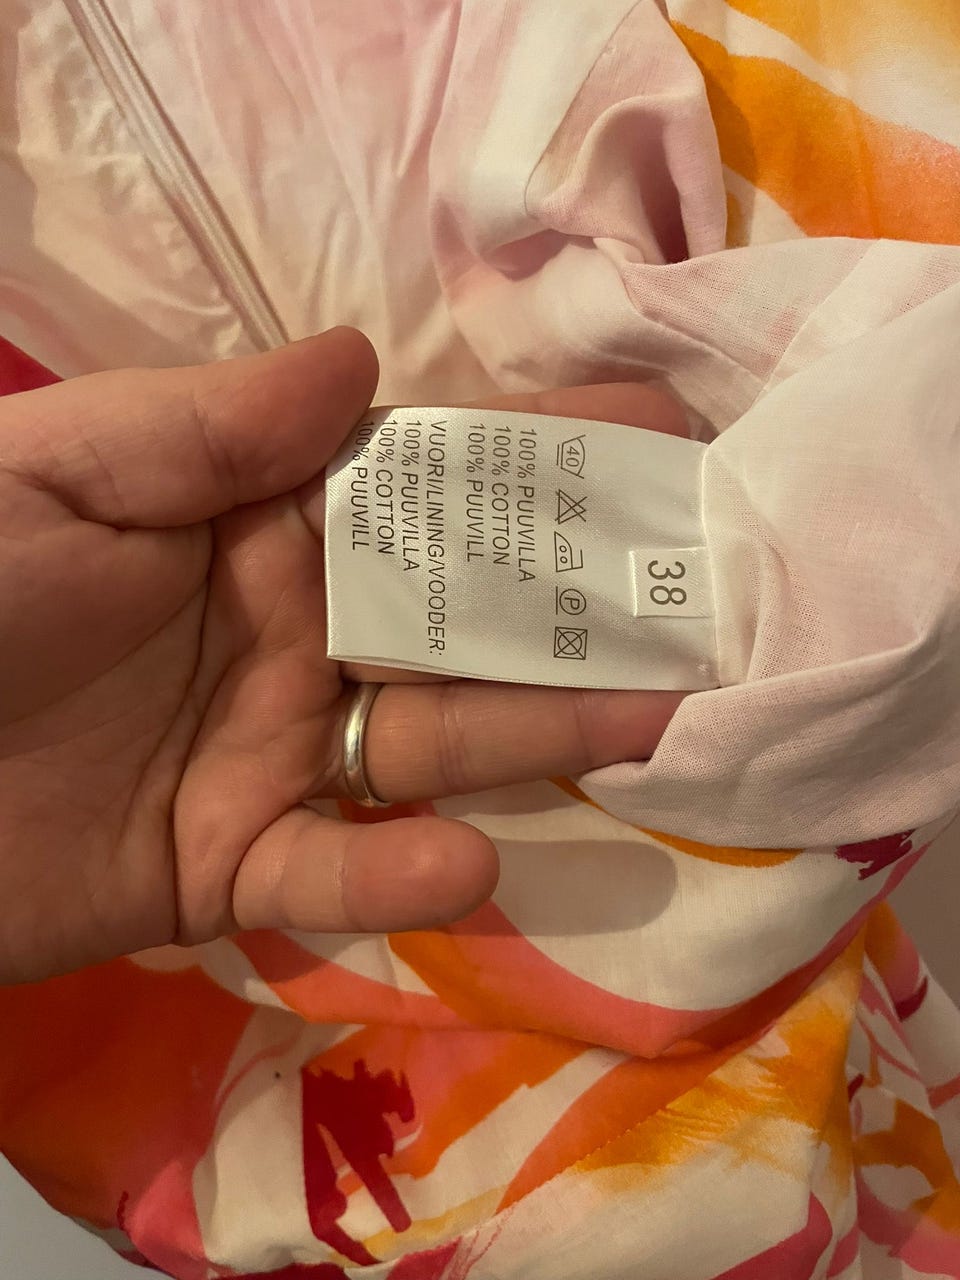 38
40
P
100% PUUVILLA
100% COTTON
100% PUUVILL
VUORI/LINING/VOODER:
100% PUUVILLA
100% COTTON
100% PUUVILL